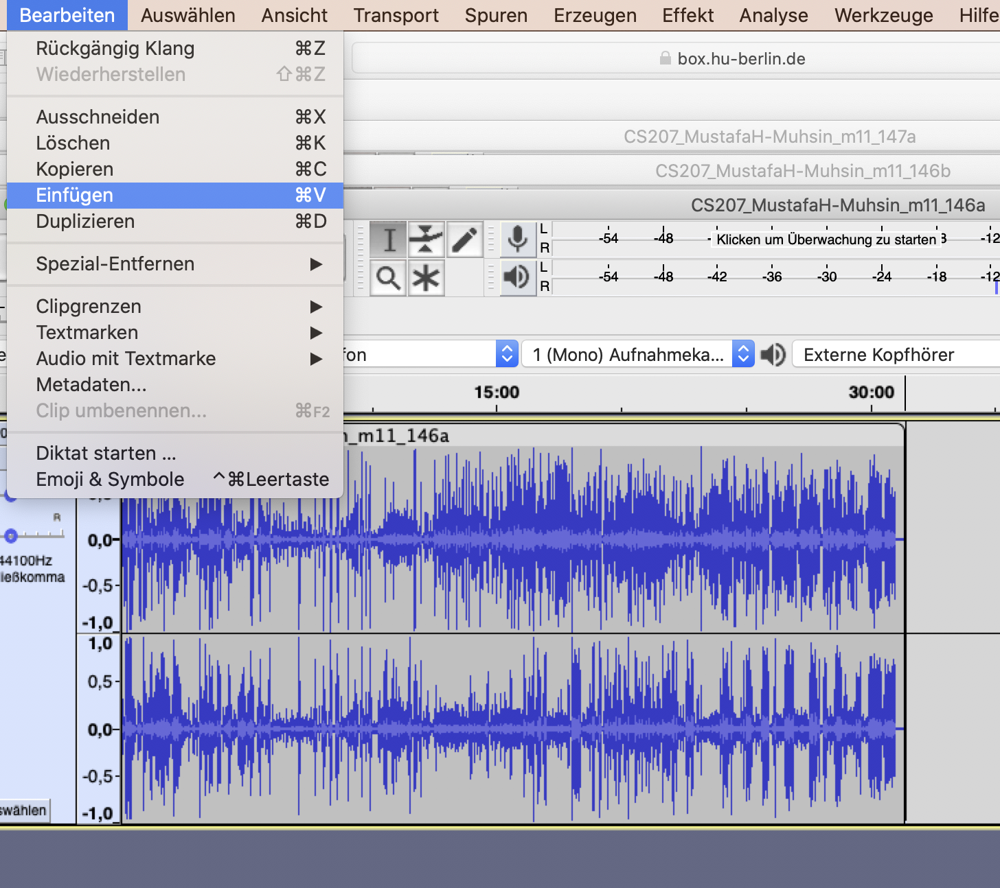 Bearbeiten Auswählen Ansicht Transport Spuren Erzeugen Effekt Analyse Werkzeuge Hilfe
Rückgängig Klang ⌘Z
Wiederherstellen ⇧⌘Z
Ausschneiden ⌘X
Löschen ⌘K
Kopieren ⌘C
Einfügen ⌘V
Duplizieren ⌘D
Spezial-Entfernen ▶
Clipgrenzen ▶
Textmarken ▶
Audio mit Textmarke ▶
Metadaten...
Clip umbenennen... ⌘F2
Diktat starten ...
Emoji & Symbole ^⌘Leertaste
box.hu-berlin.de
CS207_MustafaH-Muhsin_m11_147a
CS207_MustafaH-Muhsin_m11_146b
CS207_MustafaH-Muhsin_m11_146a
L
R
-54 -48 Klicken um Überwachung zu starten -12
L
R
-54 -48 -42 -36 -30 -24 -18 -12
fon 1 (Mono) Aufnahmeka... Externe Kopfhörer
15:00 30:00
n_m11_146a
R
0,0
44100Hz
ließkomma
-0,5
-1,0
1,0
0,5
0,0
-0,5
swählen
-1,0